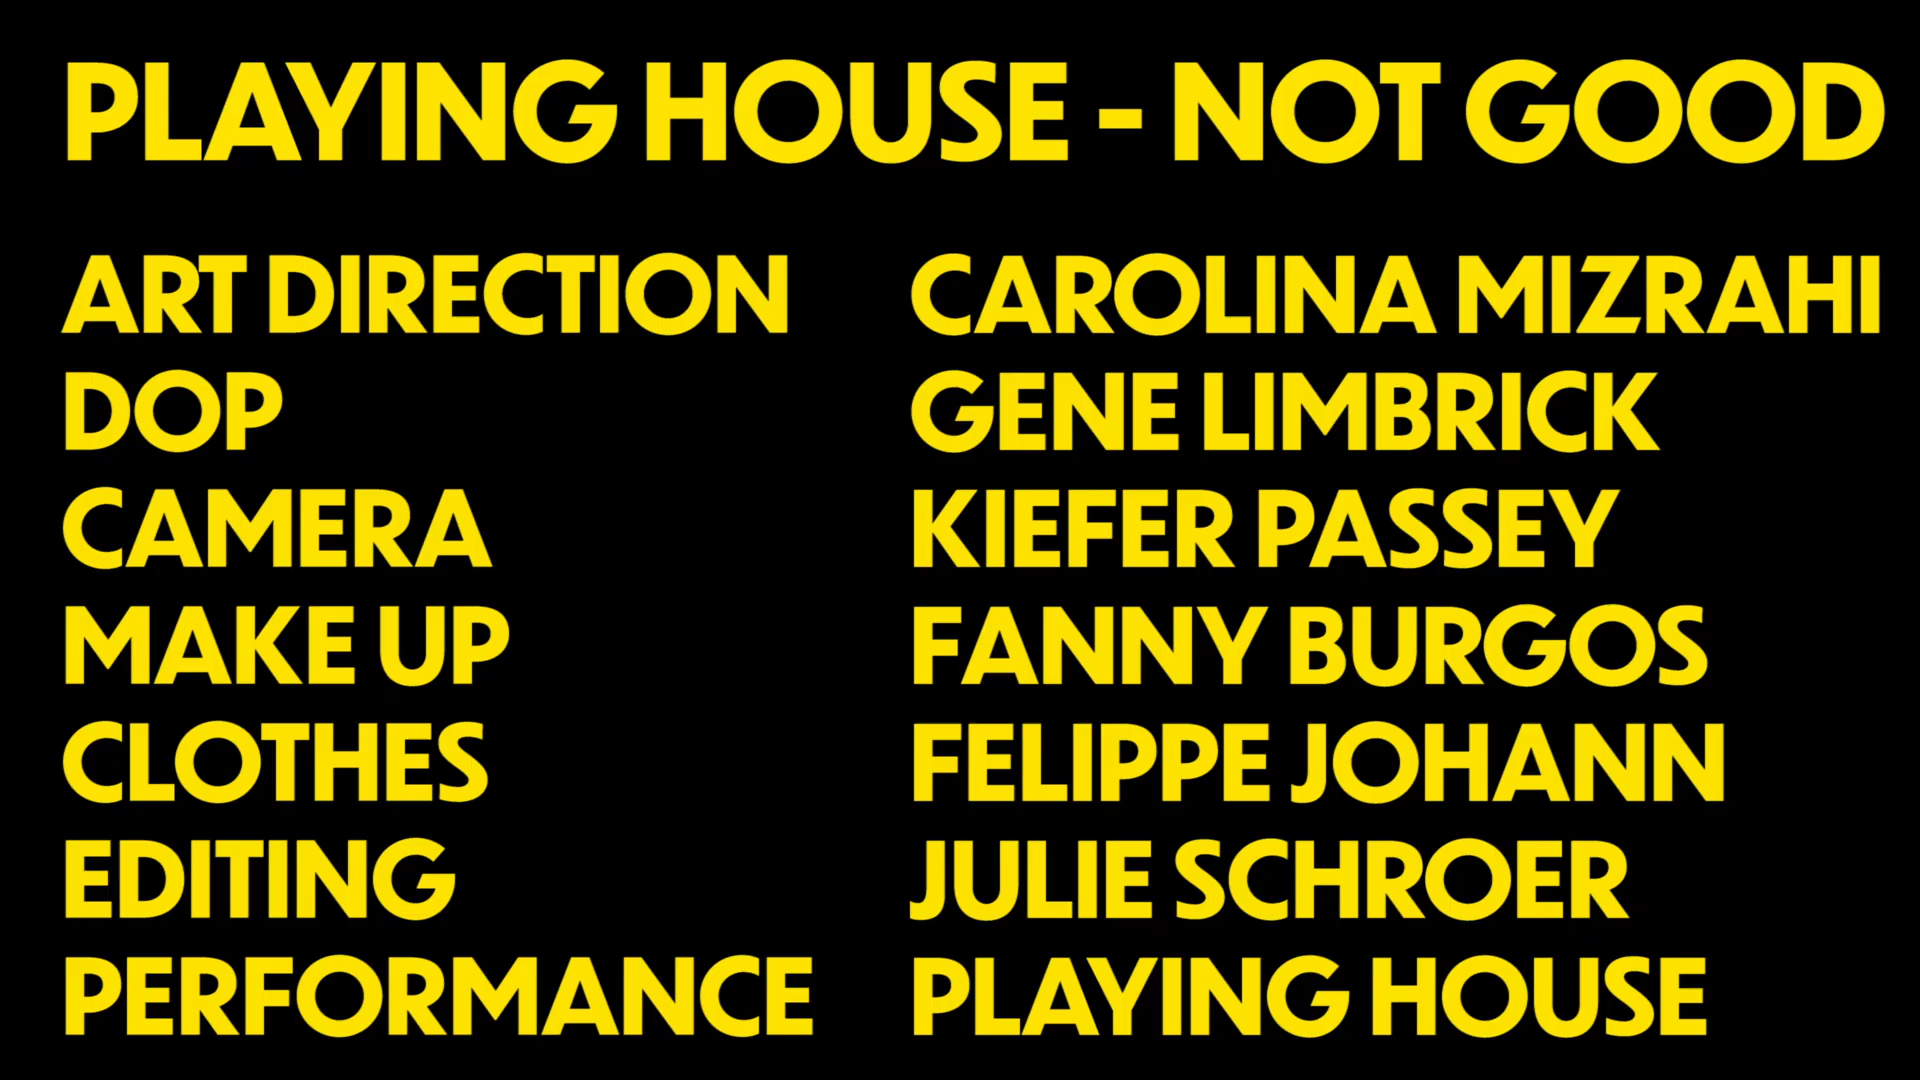 PLAYING HOUSE - NOT GOOD
ART DIRECTION CAROLINA MIZRAHI
DOP GENE LIMBRICK
CAMERA KIEFER PASSEY
MAKE UP FANNY BURGOS
CLOTHES FELIPPE JOHANN
EDITING JULIE SCHROER
PERFORMANCE PLAYING HOUSE